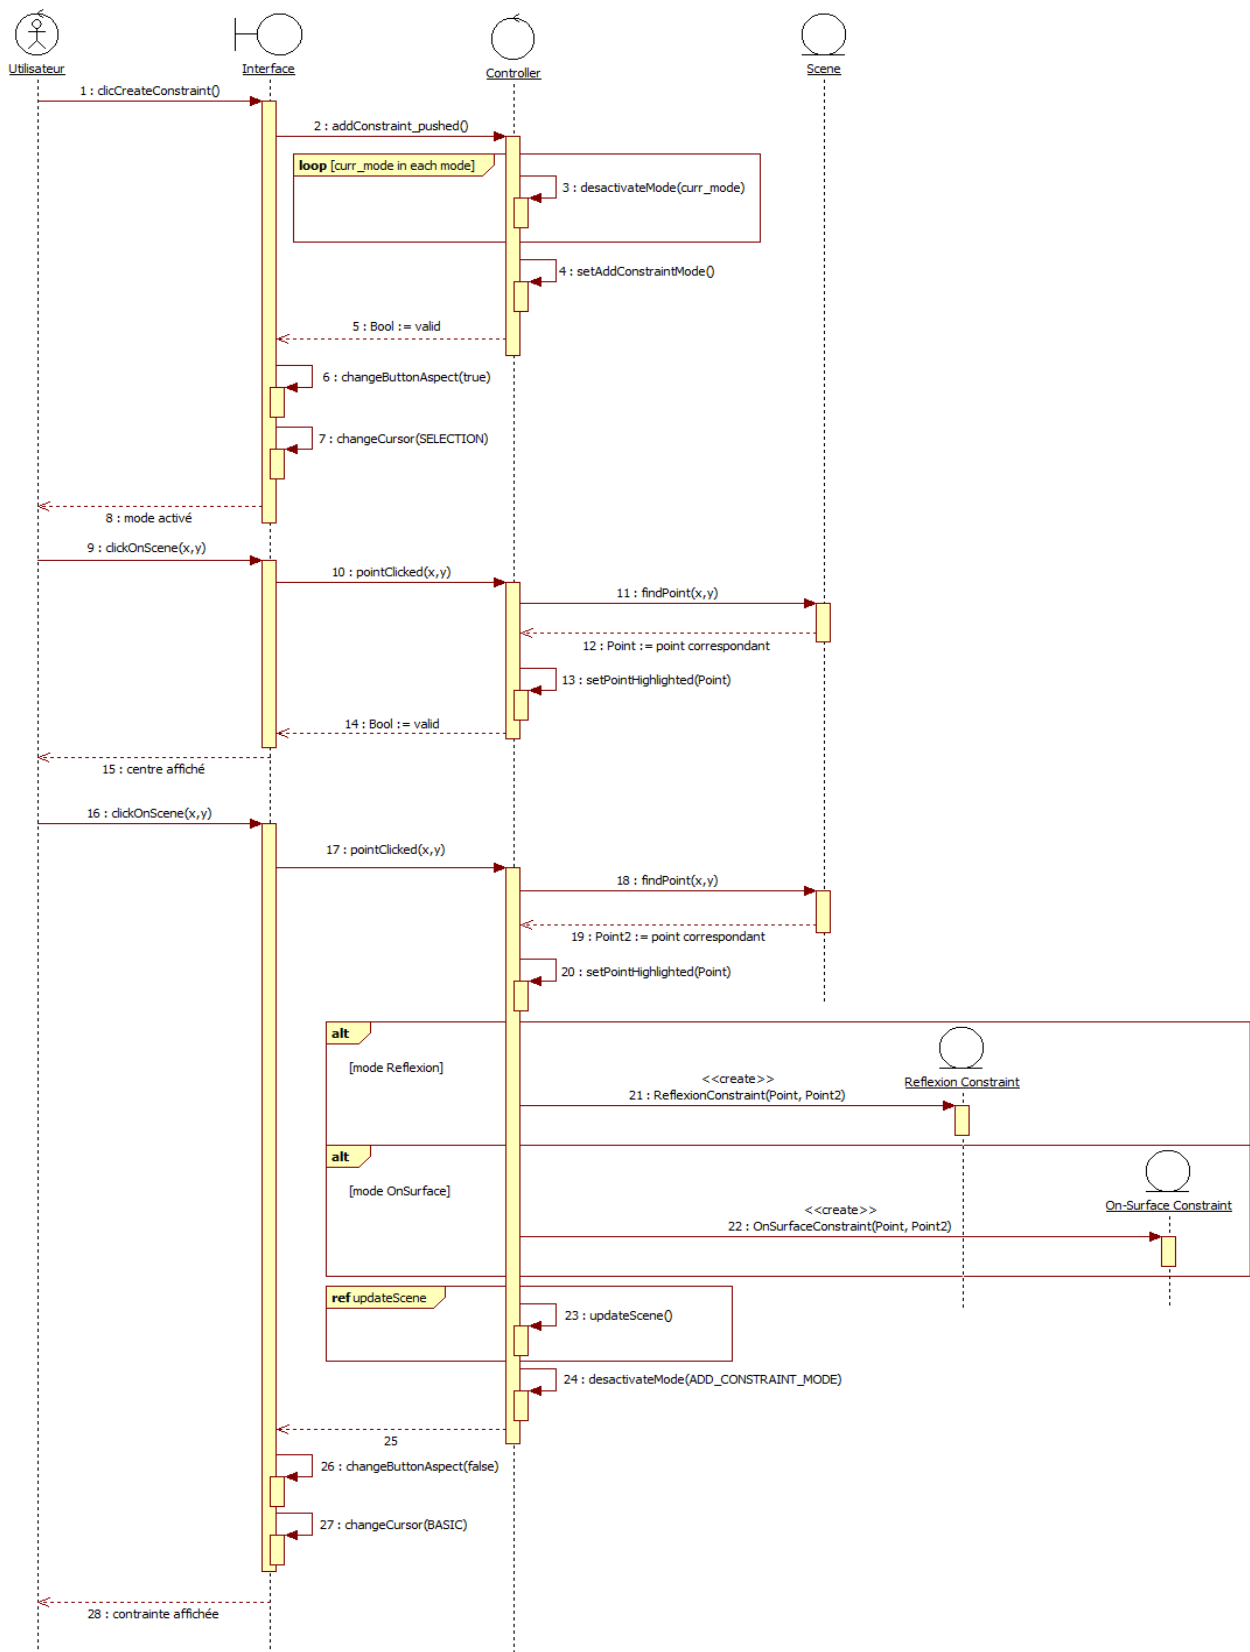 Utilisateur
Interface
Controller
Scene
1 : clicCreateConstraint()
2 : addConstraint_pushed()
loop [curr_mode in each mode]
3 : desactivateMode(curr_mode)
4 : setAddConstraintMode()
5 : Bool := valid
6 : changeButtonAspect(true)
7 : changeCursor(SELECTION)
8 : mode activé
9 : clickOnScene(x,y)
10 : pointClicked(x,y)
11 : findPoint(x,y)
12 : Point := point correspondant
13 : setPointHighlighted(Point)
14 : Bool := valid
15 : centre affiché
16 : clickOnScene(x,y)
17 : pointClicked(x,y)
18 : findPoint(x,y)
19 : Point2 := point correspondant
20 : setPointHighlighted(Point)
alt
[mode Reflexion]
Reflexion Constraint
<<create>>
21 : ReflexionConstraint(Point, Point2)
alt
[mode OnSurface]
On-Surface Constraint
<<create>>
22 : OnSurfaceConstraint(Point, Point2)
ref updateScene
23 : updateScene()
24 : desactivateMode(ADD_CONSTRAINT_MODE)
25
26 : changeButtonAspect(false)
27 : changeCursor(BASIC)
28 : contrainte affichée